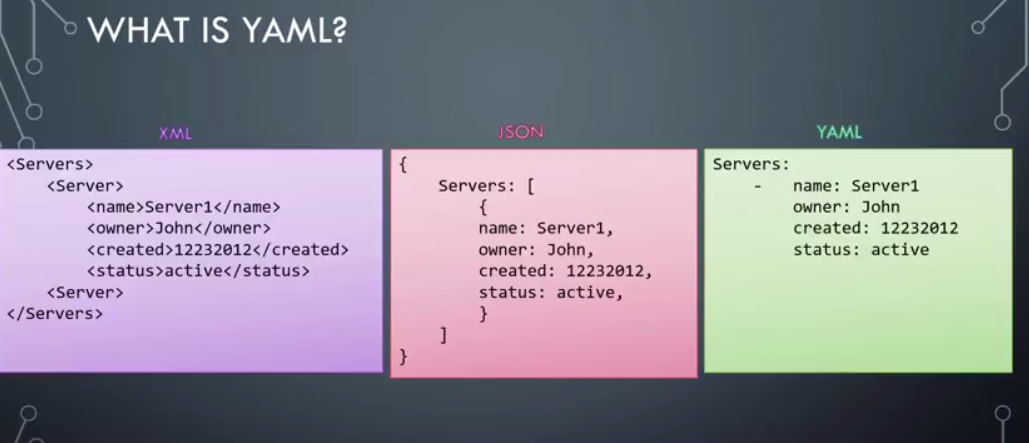 WHAT IS YAML?
XML
<Servers>
    <Server>
        <name>Server1</name>
        <owner>John</owner>
        <created>12232012</created>
        <status>active</status>
    <Server>
</Servers>
JSON
{
    Servers: [
        {
        name: Server1,
        owner: John,
        created: 12232012,
        status: active,
        }
    ]
}
YAML
Servers:
    -   name: Server1
        owner: John
        created: 12232012
        status: active